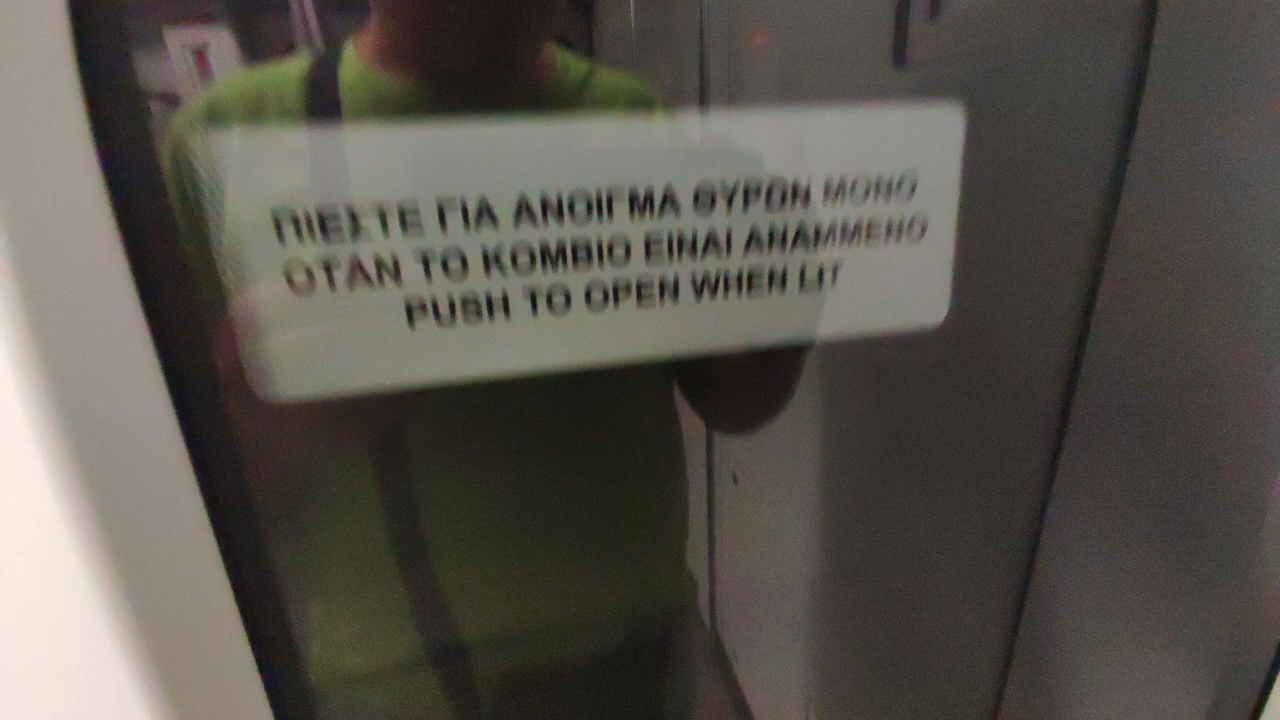 ΠΙΕΣΤΕ ΓΙΑ ΑΝΟΙΓΜΑ ΘΥΡΩΝ ΜΟΝΟ
ΟΤΑΝ ΤΟ ΚΟΜΒΙΟ ΕΙΝΑΙ ΑΝΑΜΜΕΝΟ
PUSH TO OPEN WHEN LIT